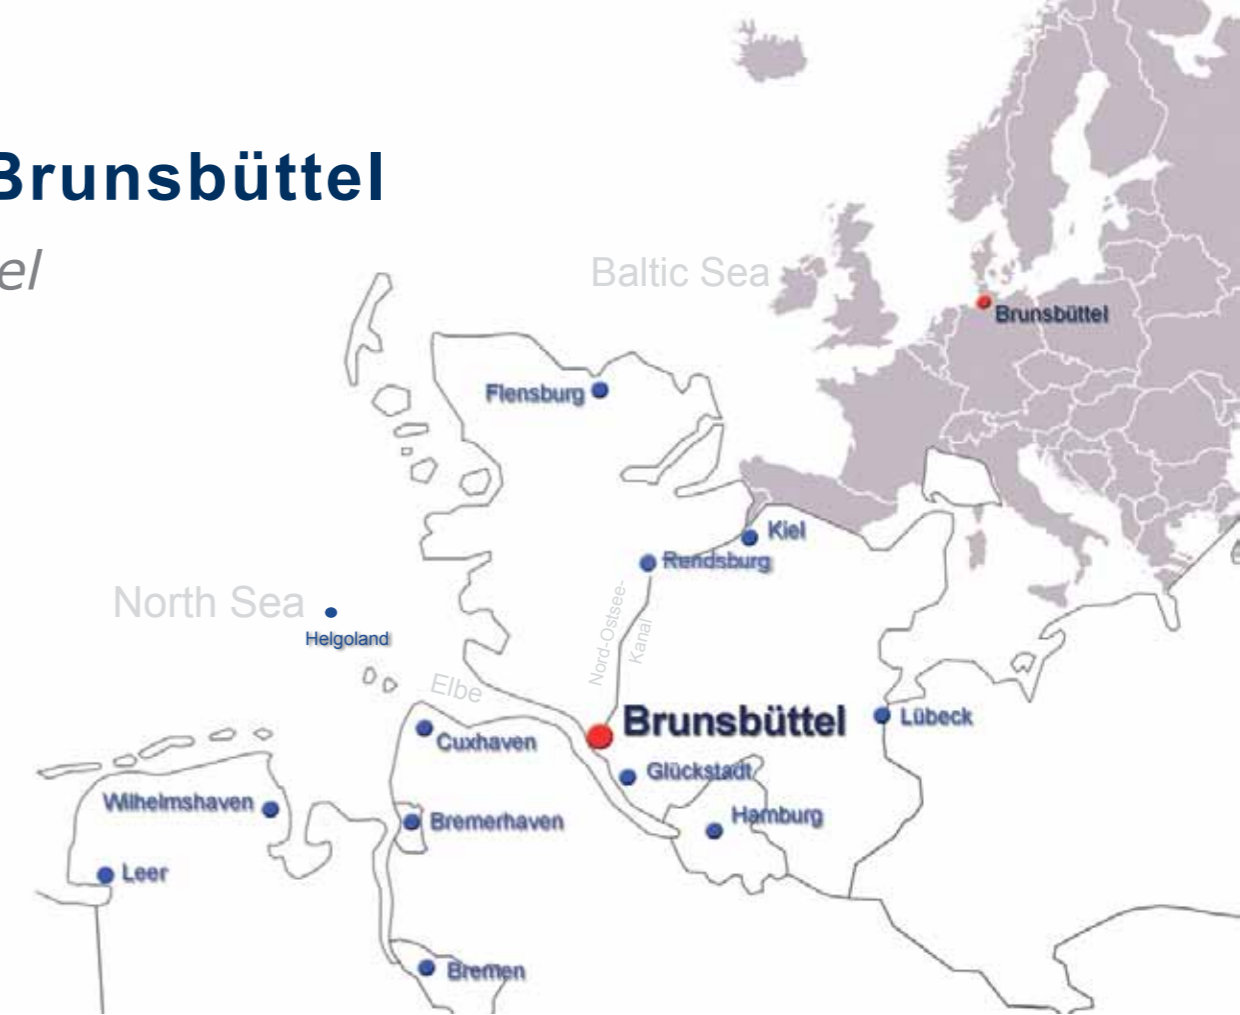 Brunsbüttel
el
Baltic Sea
Brunsbüttel
Flensburg
Kiel
Rendsburg
North Sea
Helgoland
Nord-Ostsee-
Kanal
Elbe
Brunsbüttel
Lübeck
Cuxhaven
Glückstadt
Wilhelmshaven
Bremerhaven
Hamburg
Leer
Bremen